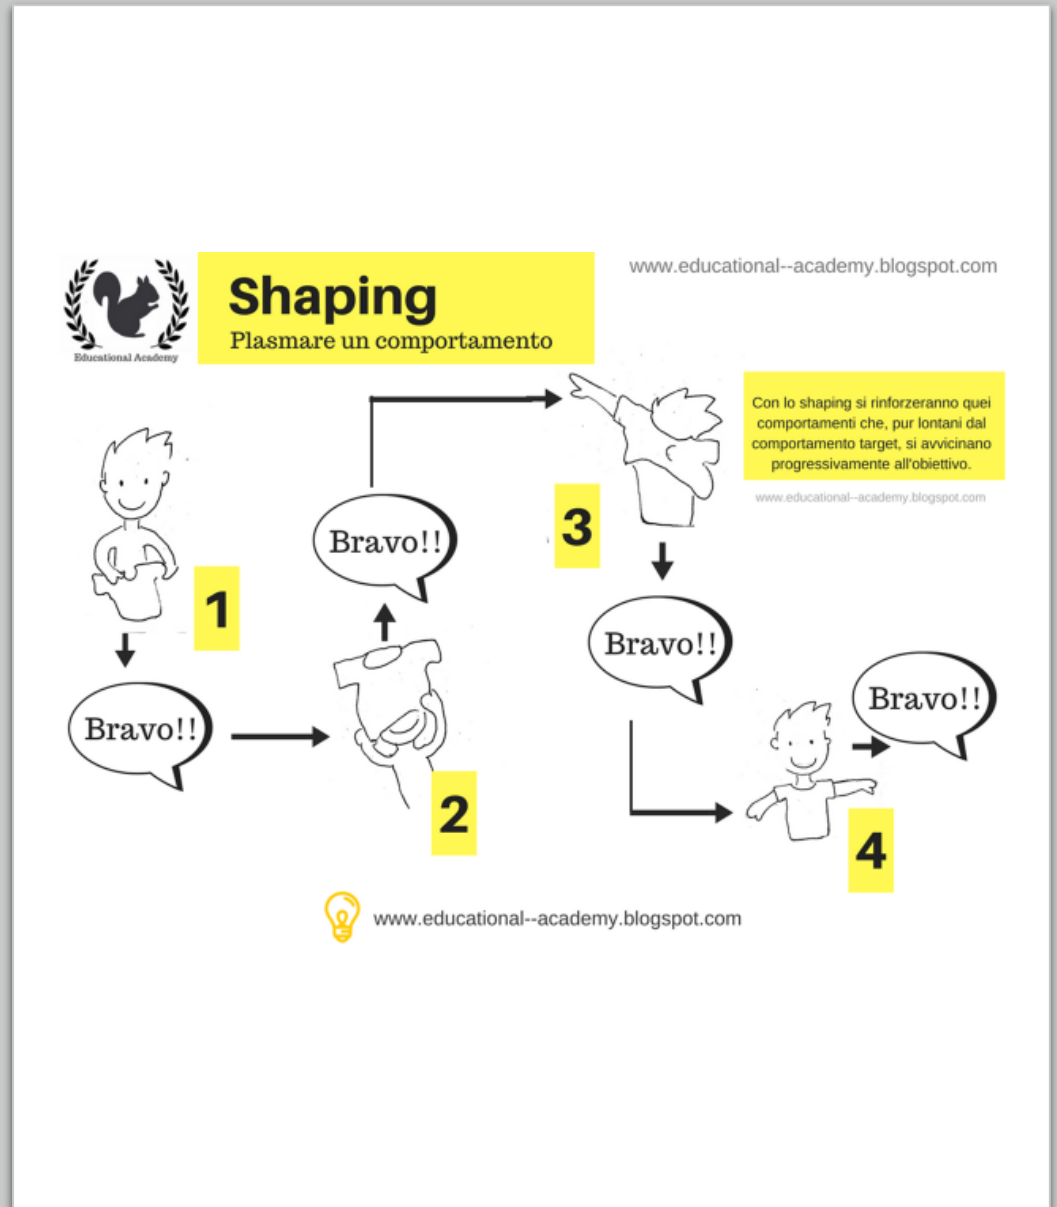 Educational Academy
Shaping
Plasmare un comportamento
www.educational--academy.blogspot.com
Con lo shaping si rinforzeranno quei
comportamenti che, pur lontani dal
comportamento target, si avvicinano
progressivamente all'obiettivo.
www.educational--academy.blogspot.com
1
Bravo!!
2
Bravo!!
3
Bravo!!
4
Bravo!!
www.educational--academy.blogspot.com